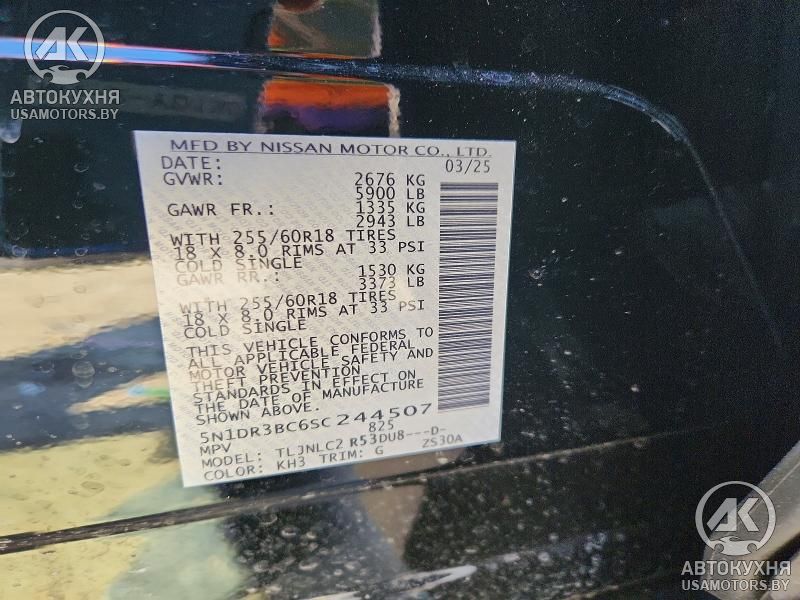 AK
АВТОКУХНЯ
USAMOTORS.BY
MFD BY NISSAN MOTOR CO., LTD.
DATE: 03/25
GVWR: 2676 KG
5900 LB
GAWR FR.: 1335 KG
2943 LB
WITH 255/60R18 TIRES
18 X 8.0 RIMS AT 33 PSI
COLD SINGLE
GAWR RR.: 1530 KG
3373 LB
WITH 255/60R18 TIRES
18 X 8.0 RIMS AT 33 PSI
COLD SINGLE
THIS VEHICLE CONFORMS TO
ALL APPLICABLE FEDERAL
MOTOR VEHICLE SAFETY AND
THEFT PREVENTION
STANDARDS IN EFFECT ON
THE DATE OF MANUFACTURE
SHOWN ABOVE.
5N1DR3BC6SC244507
MPV 825
MODEL: TLJNLC2 R53DU8---D-
COLOR: KH3 TRIM: G ZS30A
AK
АВТОКУХНЯ
USAMOTORS.BY